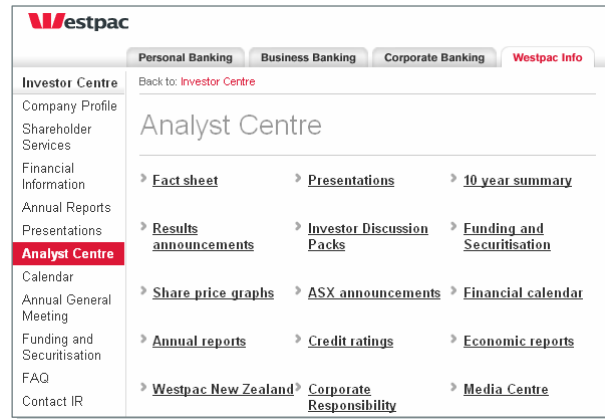 Westpac
Personal Banking Business Banking Corporate Banking Westpac Info
Investor Centre
Company Profile
Shareholder
Services
Financial
Information
Annual Reports
Presentations
Analyst Centre
Calendar
Annual General
Meeting
Funding and
Securitisation
FAQ
Contact IR
Back to: Investor Centre
Analyst Centre
Fact sheet
Presentations
10 year summary
Results
announcements
Investor Discussion
Packs
Funding and
Securitisation
Share price graphs
ASX announcements
Financial calendar
Annual reports
Credit ratings
Economic reports
Westpac New Zealand
Corporate
Responsibility
Media Centre